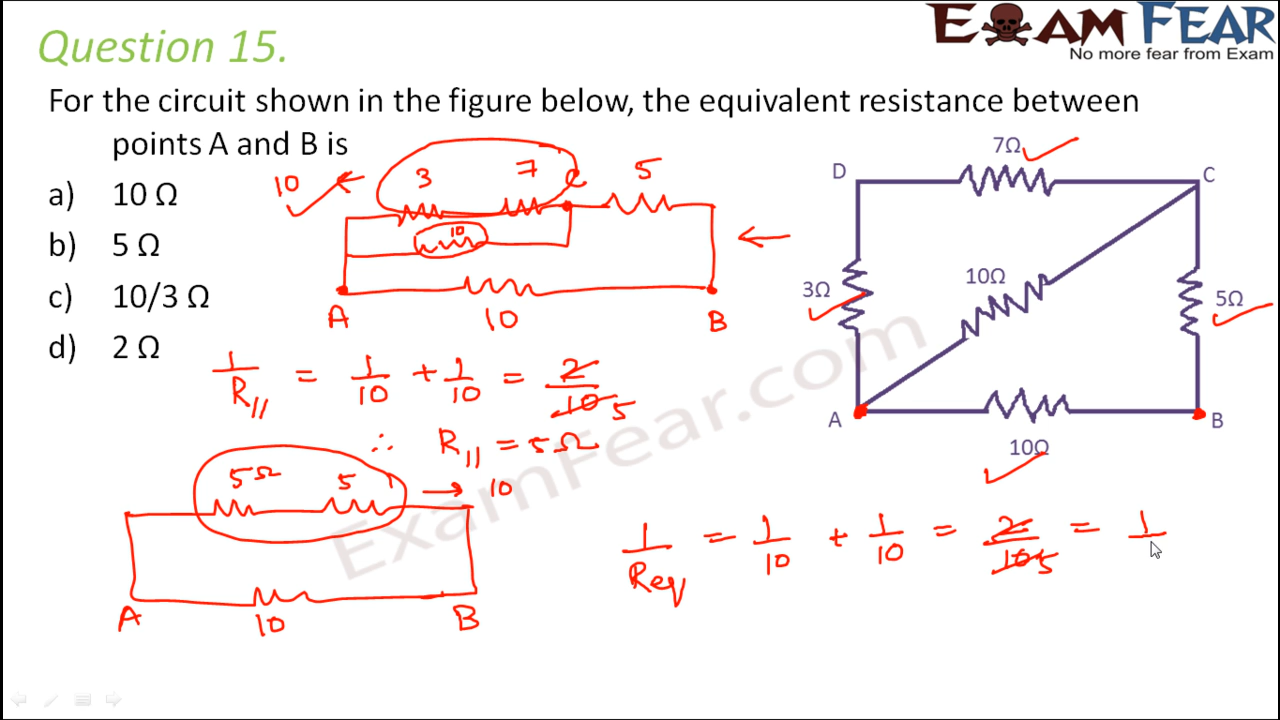 EXAM FEAR
No more fear from Exam
Question 15.
For the circuit shown in the figure below, the equivalent resistance between
points A and B is
a) 10 Ω
b) 5 Ω
c) 10/3 Ω
d) 2 Ω
10
3 7 C 5
10
A 10 B
D 7Ω C
3Ω 10Ω 5Ω
A 10Ω B
1/R|| = 1/10 + 1/10 = 2/10 5
∴ R|| = 5Ω
5Ω 5 → 10
A 10 B
1/Req = 1/10 + 1/10 = 2/10 5 = 1
ExamFear.com